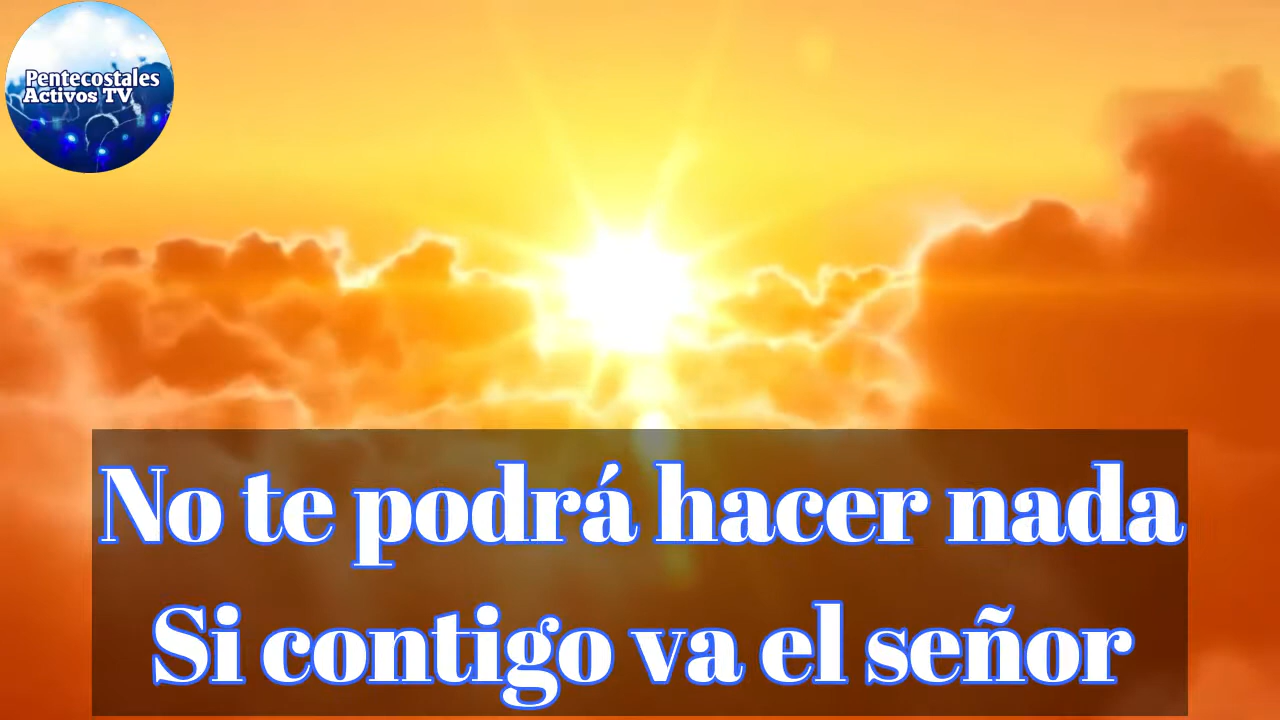 Pentecostales
Activos TV
No te podrá hacer nada
Si contigo va el señor